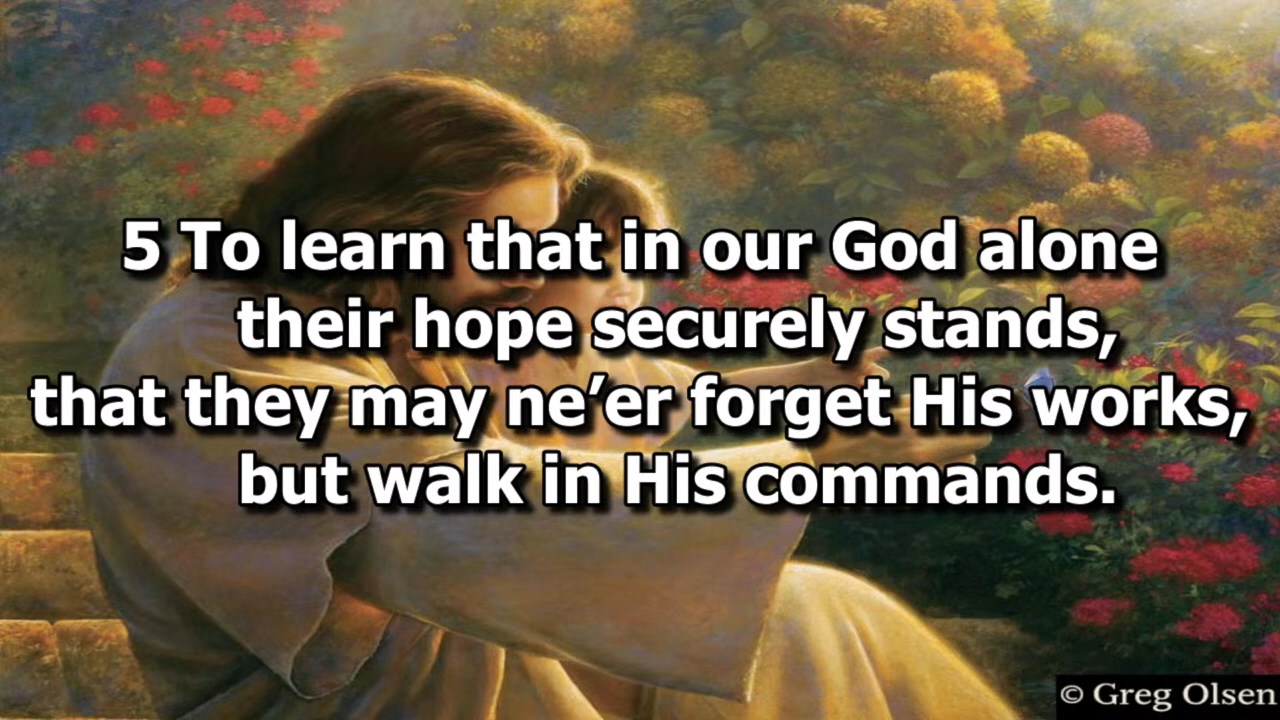 5 To learn that in our God alone
their hope securely stands,
that they may ne’er forget His works,
but walk in His commands.
© Greg Olsen